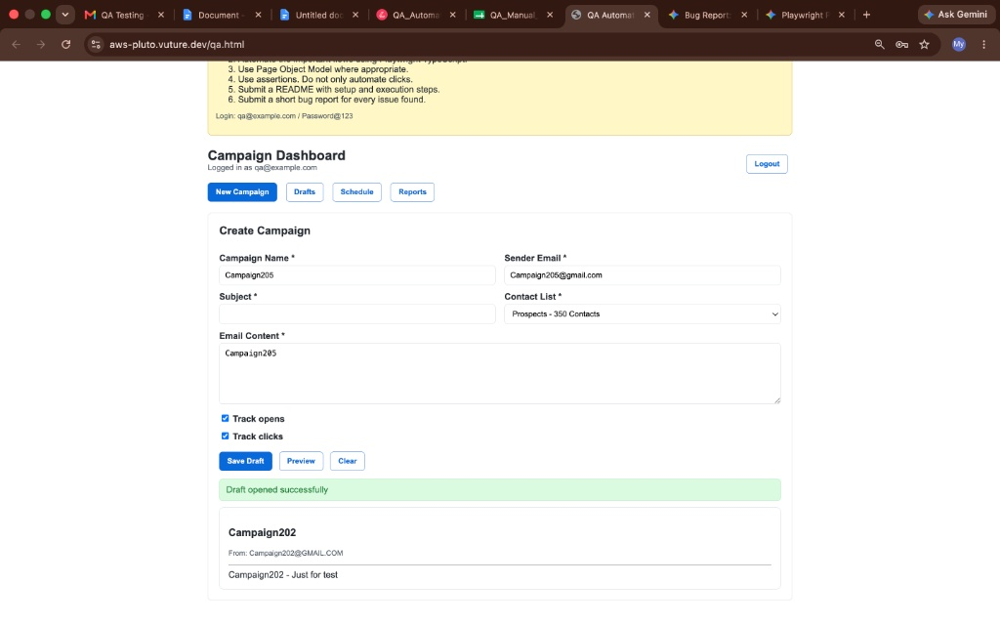 QA Testing
Document -
Untitled doc
QA_Automa
QA_Manual
QA Automat
Bug Report:
Playwright F
Ask Gemini
aws-pluto.vuture.dev/qa.html
My
3. Use Page Object Model where appropriate.
4. Use assertions. Do not only automate clicks.
5. Submit a README with setup and execution steps.
6. Submit a short bug report for every issue found.
Login: qa@example.com / Password@123
Campaign Dashboard
Logged in as qa@example.com
Logout
New Campaign
Drafts
Schedule
Reports
Create Campaign
Campaign Name *
Sender Email *
Campaign205
Campaign205@gmail.com
Subject *
Contact List *
Prospects - 350 Contacts
Email Content *
Campaign205
Track opens
Track clicks
Save Draft
Preview
Clear
Draft opened successfully
Campaign202
From: Campaign202@GMAIL.COM
Campaign202 - Just for test